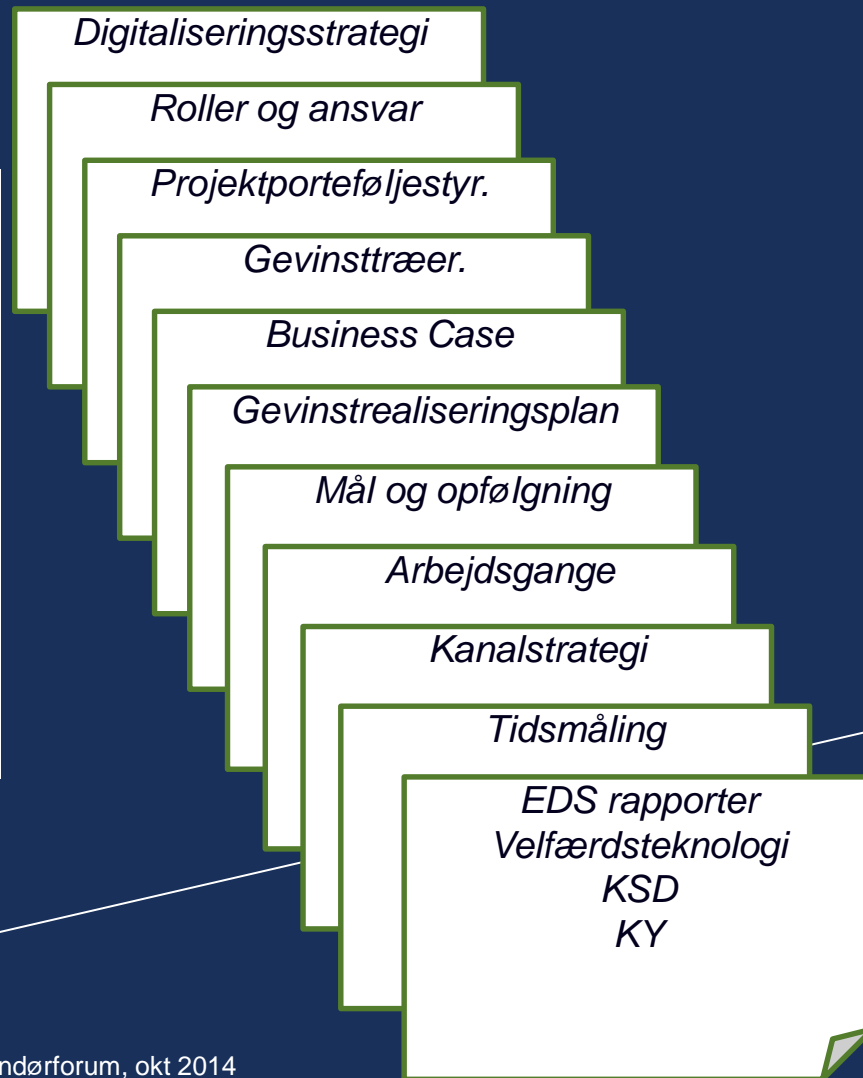 Digitaliseringsstrategi
Roller og ansvar
Projektporteføljestyr.
Gevinsttræer.
Business Case
Gevinstrealiseringsplan
Mål og opfølgning
Arbejdsgange
Kanalstrategi
Tidsmåling
EDS rapporter
Velfærdsteknologi
KSD
KY
ndørforum, okt 2014